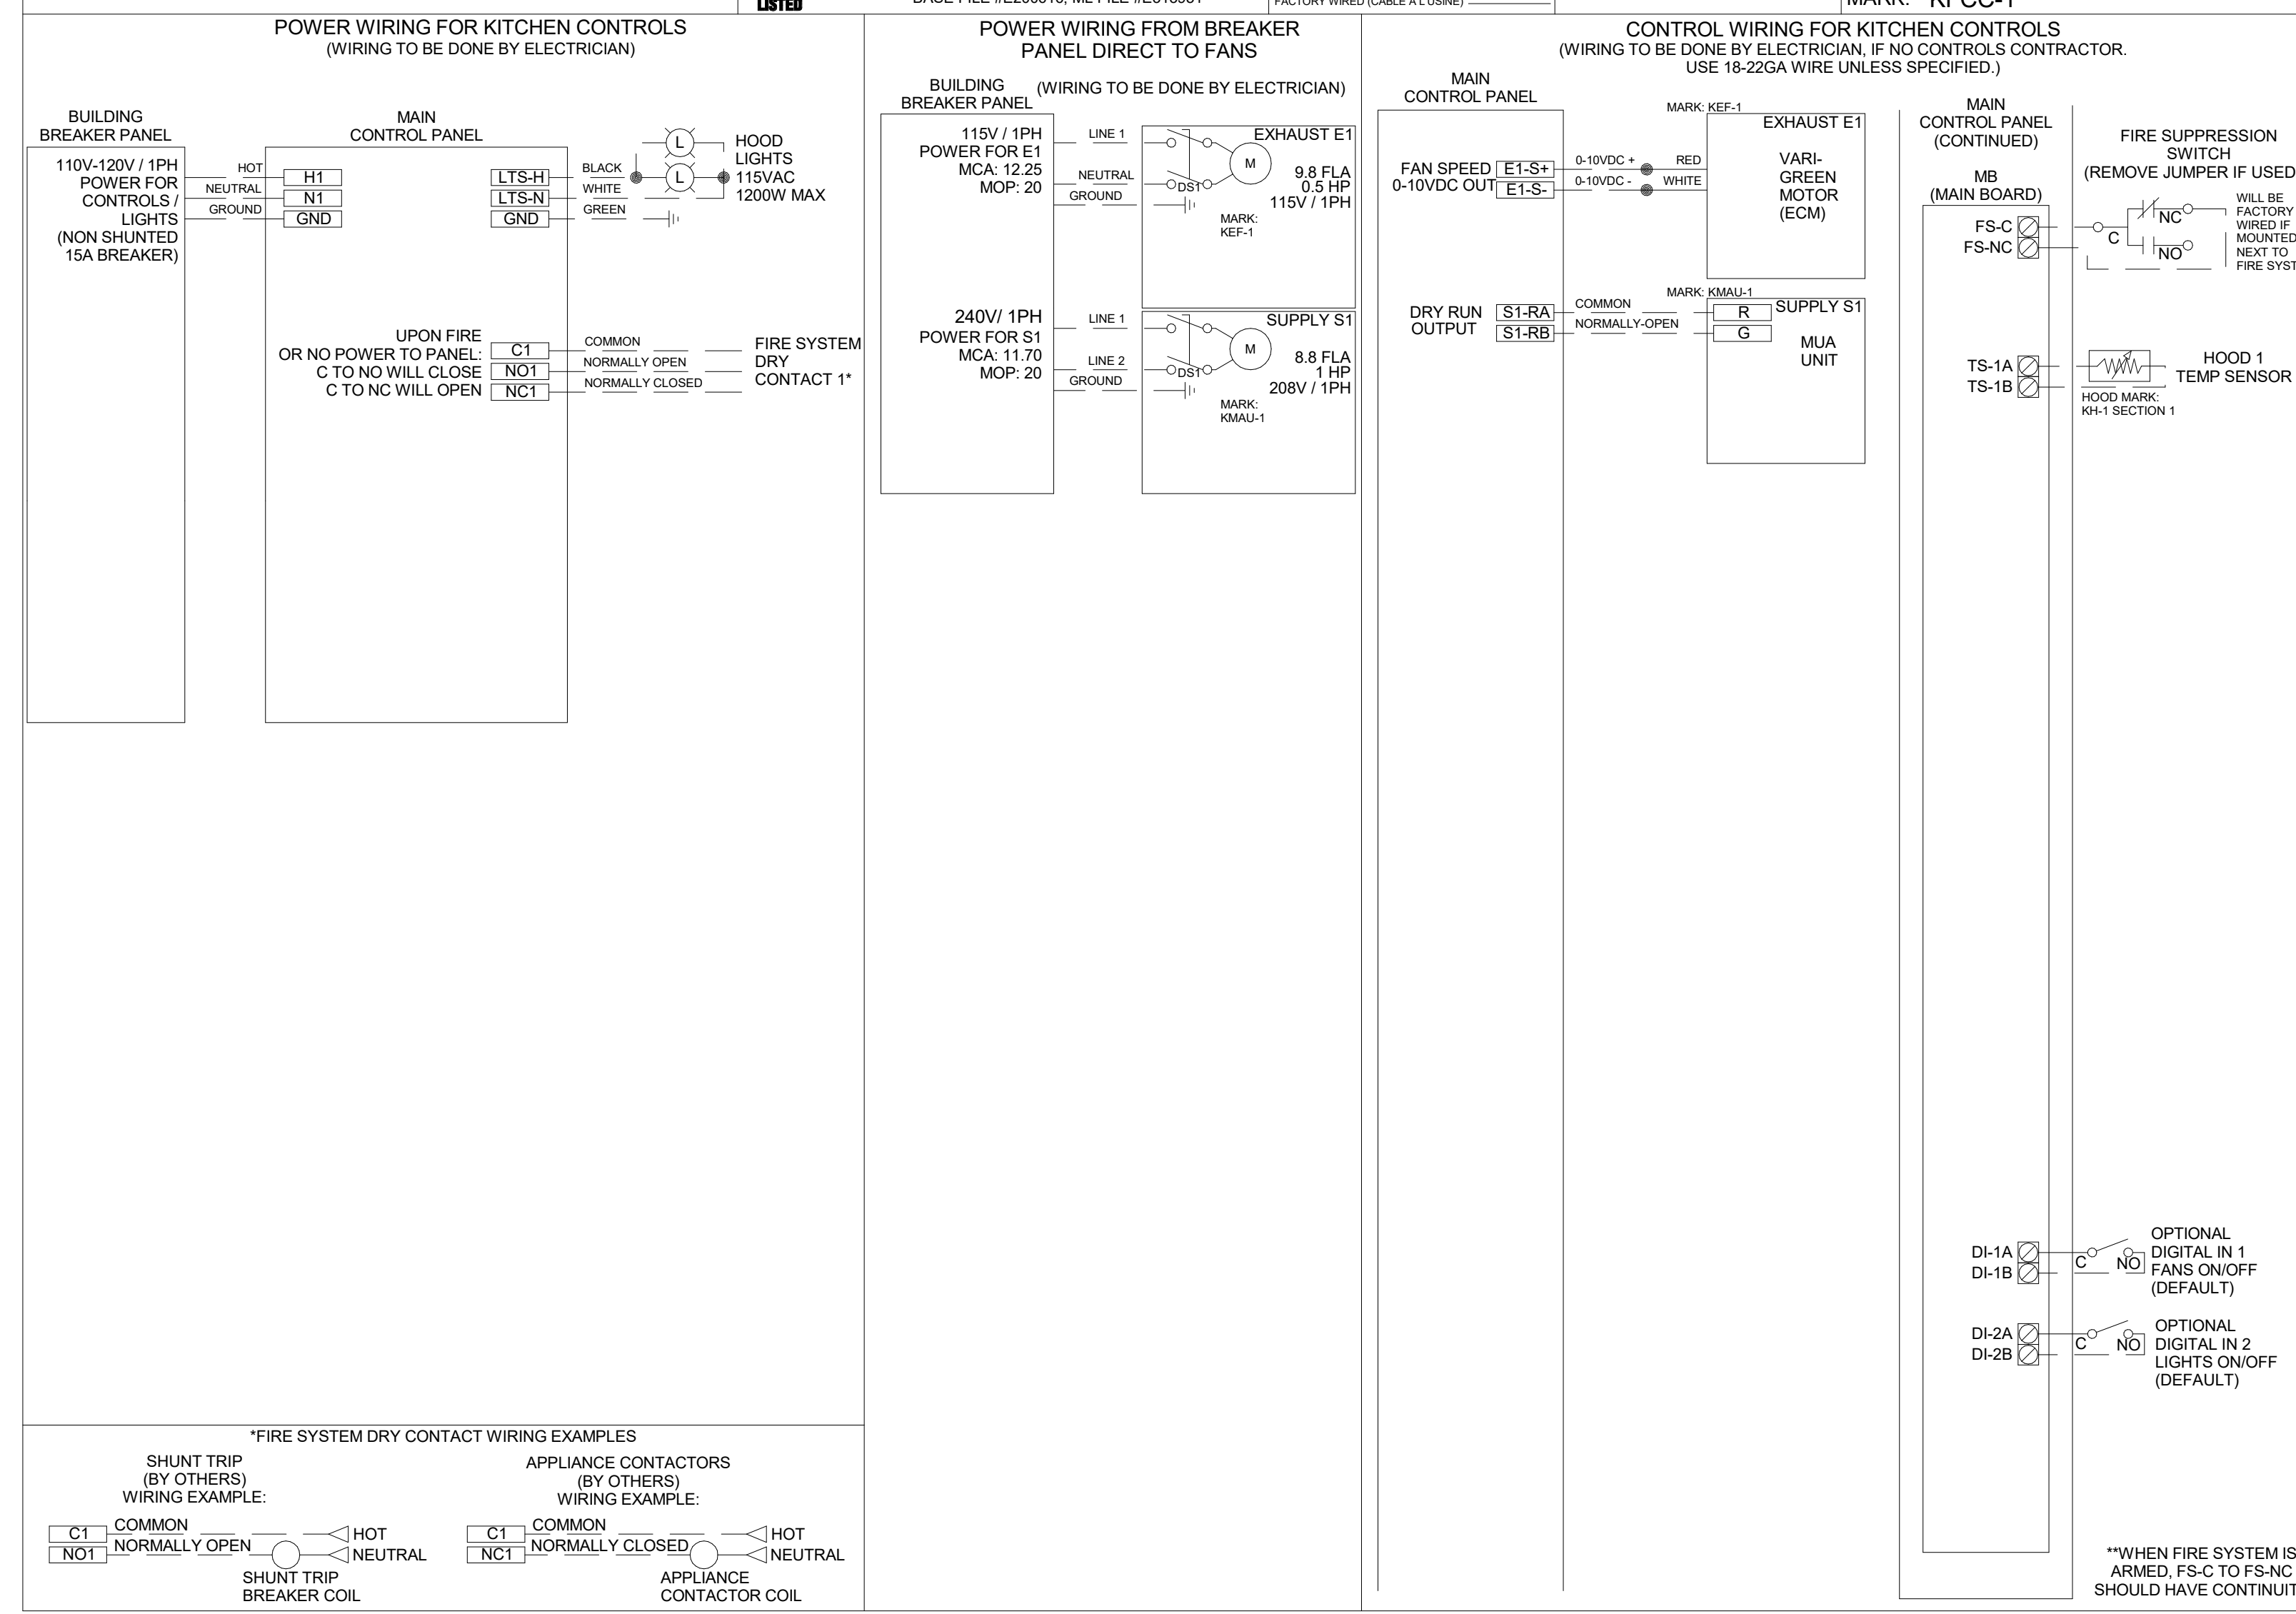 LISTED
FACTORY WIRED (CABLE A L'USINE)
MARK:
POWER WIRING FOR KITCHEN CONTROLS
(WIRING TO BE DONE BY ELECTRICIAN)
BUILDING
BREAKER PANEL
MAIN
CONTROL PANEL
110V-120V / 1PH
POWER FOR
CONTROLS /
LIGHTS
(NON SHUNTED
15A BREAKER)
HOT
NEUTRAL
GROUND
H1
N1
GND
LTS-H
LTS-N
GND
BLACK
WHITE
GREEN
L
L
HOOD
LIGHTS
115VAC
1200W MAX
UPON FIRE
OR NO POWER TO PANEL:
C TO NO WILL CLOSE
C TO NC WILL OPEN
C1
NO1
NC1
COMMON
NORMALLY OPEN
NORMALLY CLOSED
FIRE SYSTEM
DRY
CONTACT 1*
*FIRE SYSTEM DRY CONTACT WIRING EXAMPLES
SHUNT TRIP
(BY OTHERS)
WIRING EXAMPLE:
C1
NO1
COMMON
NORMALLY OPEN
HOT
NEUTRAL
SHUNT TRIP
BREAKER COIL
APPLIANCE CONTACTORS
(BY OTHERS)
WIRING EXAMPLE:
C1
NC1
COMMON
NORMALLY CLOSED
HOT
NEUTRAL
APPLIANCE
CONTACTOR COIL
POWER WIRING FROM BREAKER
PANEL DIRECT TO FANS
(WIRING TO BE DONE BY ELECTRICIAN)
BUILDING
BREAKER PANEL
115V / 1PH
POWER FOR E1
MCA: 12.25
MOP: 20
LINE 1
NEUTRAL
GROUND
DS1
M
EXHAUST E1
9.8 FLA
0.5 HP
115V / 1PH
MARK:
KEF-1
240V/ 1PH
POWER FOR S1
MCA: 11.70
MOP: 20
LINE 1
LINE 2
GROUND
DS1
M
SUPPLY S1
8.8 FLA
1 HP
208V / 1PH
MARK:
KMAU-1
CONTROL WIRING FOR KITCHEN CONTROLS
(WIRING TO BE DONE BY ELECTRICIAN, IF NO CONTROLS CONTRACTOR.
USE 18-22GA WIRE UNLESS SPECIFIED.)
MAIN
CONTROL PANEL
FAN SPEED
0-10VDC OUT
E1-S+
E1-S-
0-10VDC +
0-10VDC -
RED
WHITE
MARK: KEF-1
EXHAUST E1
VARI-
GREEN
MOTOR
(ECM)
DRY RUN
OUTPUT
S1-RA
S1-RB
COMMON
NORMALLY-OPEN
MARK: KMAU-1
R
G
SUPPLY S1
MUA
UNIT
MAIN
CONTROL PANEL
(CONTINUED)
MB
(MAIN BOARD)
FS-C
FS-NC
FIRE SUPPRESSION
SWITCH
(REMOVE JUMPER IF USED
C
NC
NO
WILL BE
FACTORY
WIRED IF
MOUNTED
NEXT TO
FIRE SYST
TS-1A
TS-1B
HOOD 1
TEMP SENSOR
HOOD MARK:
KH-1 SECTION 1
DI-1A
DI-1B
C
NO
OPTIONAL
DIGITAL IN 1
FANS ON/OFF
(DEFAULT)
DI-2A
DI-2B
C
NO
OPTIONAL
DIGITAL IN 2
LIGHTS ON/OFF
(DEFAULT)
**WHEN FIRE SYSTEM IS
ARMED, FS-C TO FS-NC
SHOULD HAVE CONTINUIT